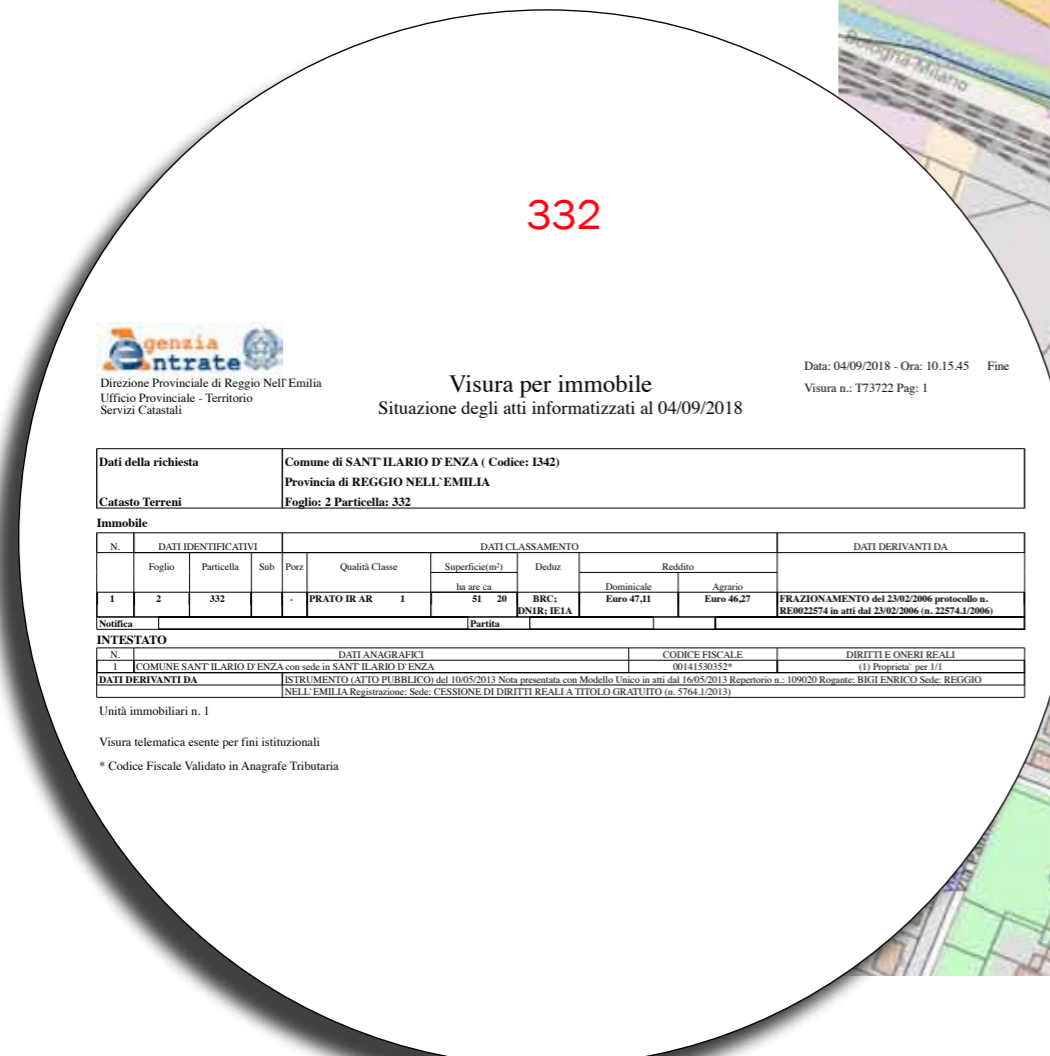 Bologna-Milano
332
Agenzia
Entrate
Direzione Provinciale di Reggio Nell`Emilia
Ufficio Provinciale - Territorio
Servizi Catastali
Visura per immobile
Situazione degli atti informatizzati al 04/09/2018
Data: 04/09/2018 - Ora: 10.15.45 Fine
Visura n.: T73722 Pag: 1
Dati della richiesta Comune di SANT`ILARIO D`ENZA ( Codice: I342)
Provincia di REGGIO NELL`EMILIA
Catasto Terreni Foglio: 2 Particella: 332
Immobile
N. DATI IDENTIFICATIVI DATI CLASSAMENTO DATI DERIVANTI DA
Foglio Particella Sub Porz Qualità Classe Superficie(m²) Deduz Reddito
ha are ca Dominicale Agrario
1 2 332 - PRATO IR AR 1 51 20 BRC; Euro 47,11 Euro 46,27 FRAZIONAMENTO del 23/02/2006 protocollo n.
DN1R; IE1A RE0022574 in atti dal 23/02/2006 (n. 22574.1/2006)
Notifica Partita
INTESTATO
N. DATI ANAGRAFICI CODICE FISCALE DIRITTI E ONERI REALI
1 COMUNE SANT`ILARIO D`ENZA con sede in SANT`ILARIO D`ENZA 00141530352* (1) Proprieta` per 1/1
DATI DERIVANTI DA ISTRUMENTO (ATTO PUBBLICO) del 10/05/2013 Nota presentata con Modello Unico in atti dal 16/05/2013 Repertorio n.: 109020 Rogante: BIGI ENRICO Sede: REGGIO
NELL`EMILIA Registrazione: Sede: CESSIONE DI DIRITTI REALI A TITOLO GRATUITO (n. 5764.1/2013)
Unità immobiliari n. 1
Visura telematica esente per fini istituzionali
* Codice Fiscale Validato in Anagrafe Tributaria